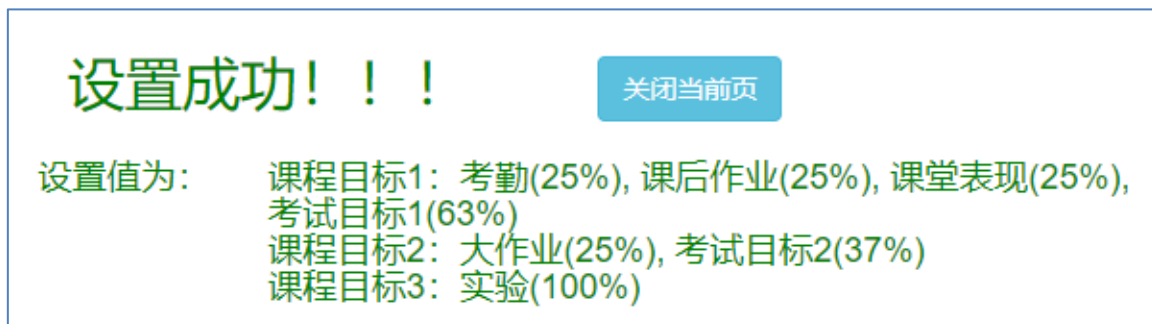 设置成功！！！
关闭当前页
设置值为： 课程目标1：考勤(25%), 课后作业(25%), 课堂表现(25%),
考试目标1(63%)
课程目标2：大作业(25%), 考试目标2(37%)
课程目标3：实验(100%)